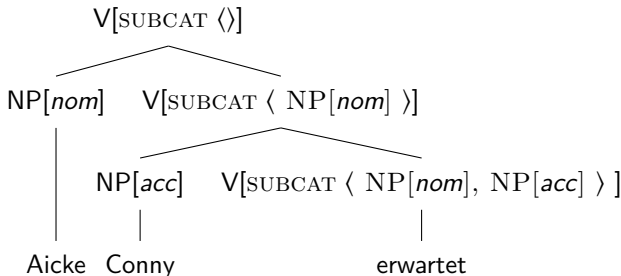 V[SUBCAT ⟨⟩]
NP[nom] V[SUBCAT ⟨ NP[nom] ⟩]
NP[acc] V[SUBCAT ⟨ NP[nom], NP[acc] ⟩ ]
Aicke Conny erwartet